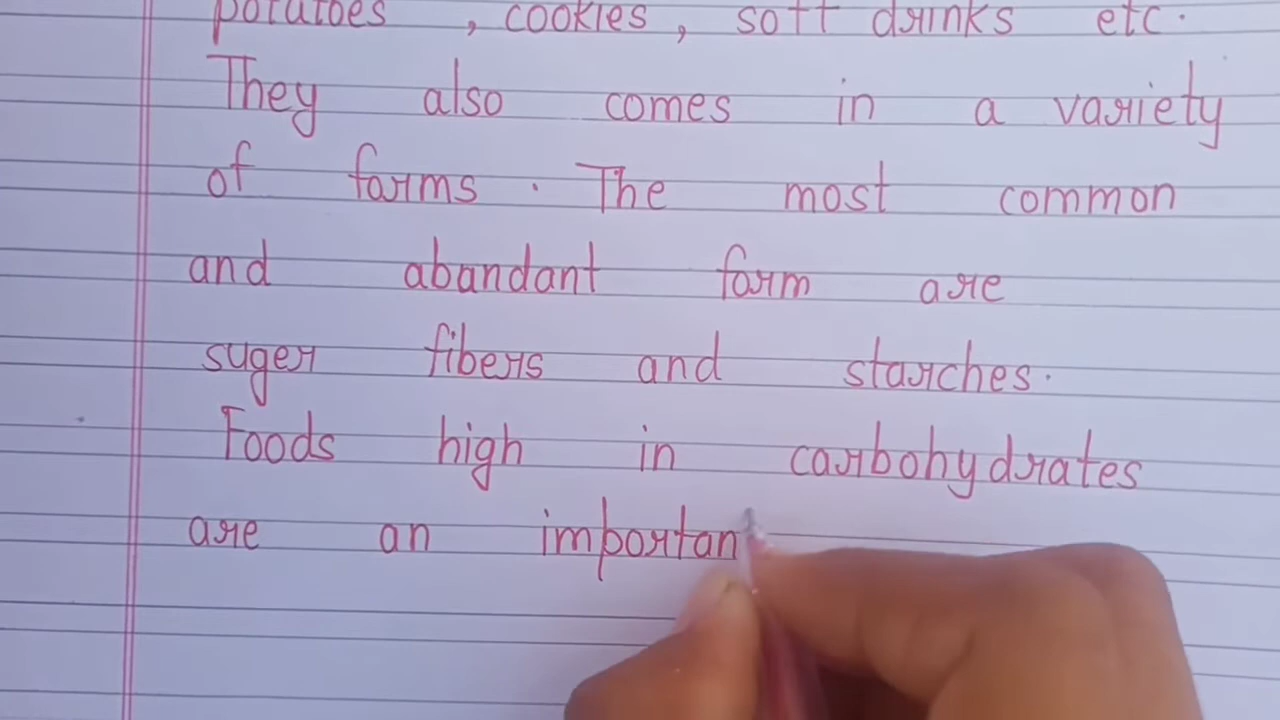 potatoes , cookies , soft drinks etc.
They also comes in a variety
of forms . The most common
and abandant form are
suger fibers and starches.
Foods high in carbohydrates
are an importan